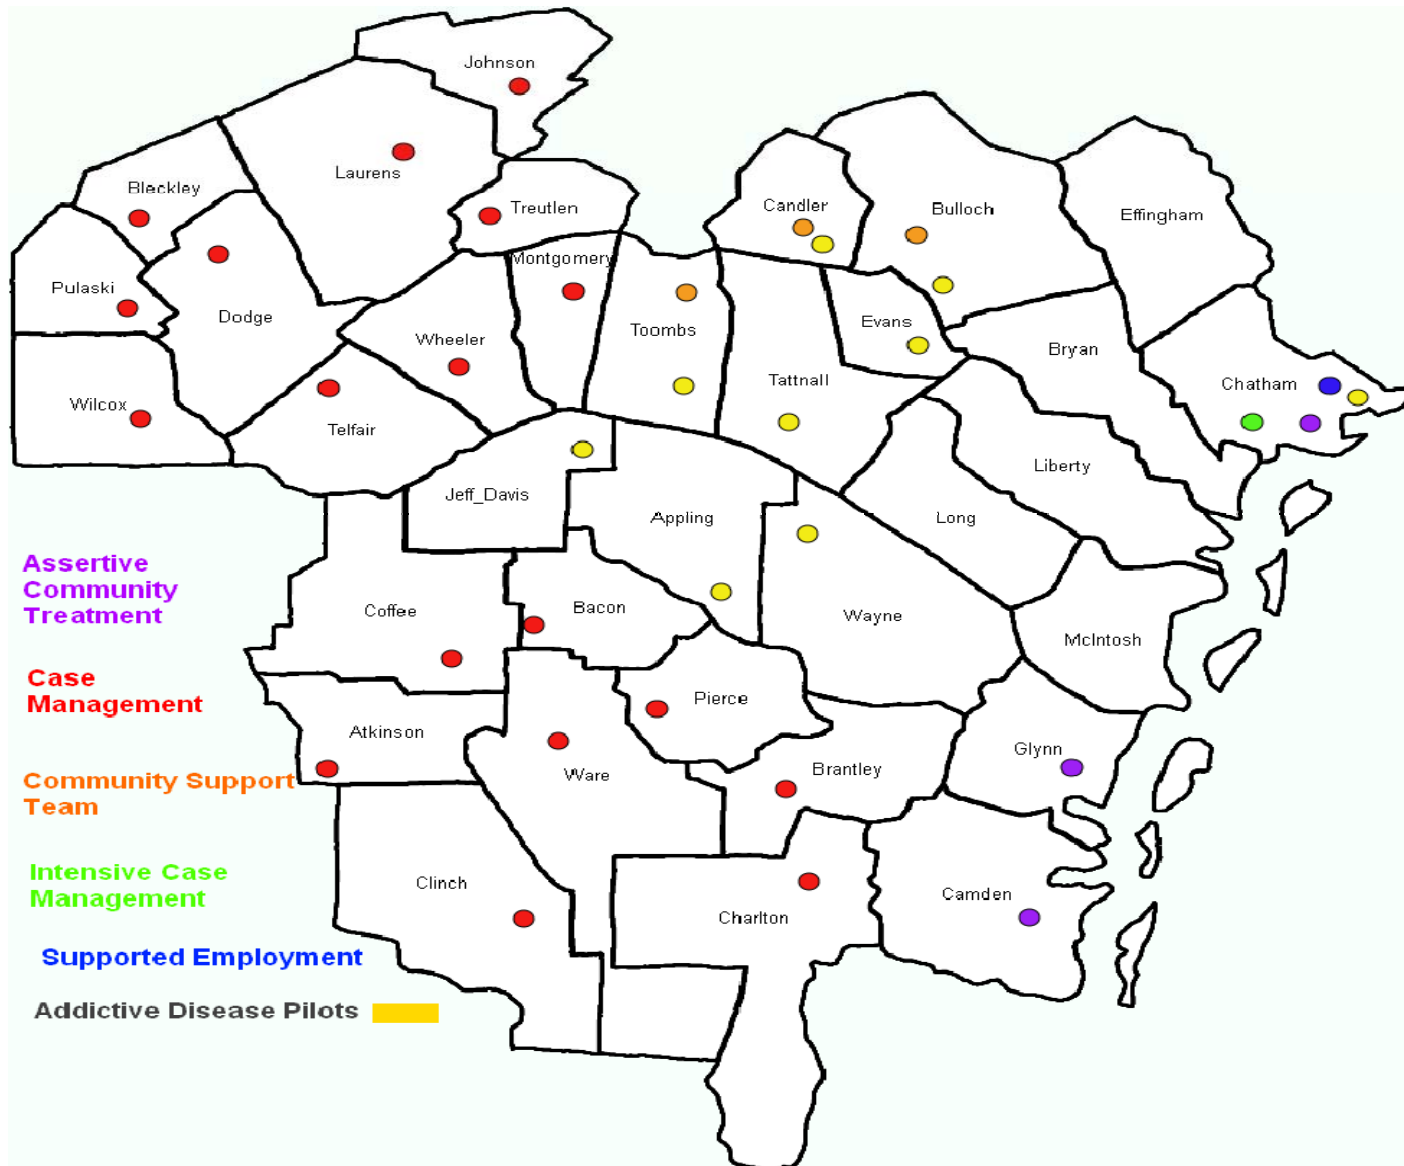 Johnson
Laurens
Bleckley
Treutlen
Candler
Bulloch
Effingham
Montgomery
Pulaski
Dodge
Toombs
Evans
Wheeler
Bryan
Tattnall
Chatham
Wilcox
Telfair
Liberty
Jeff_Davis
Appling
Long
Assertive
Community
Treatment
Coffee
Bacon
Wayne
McIntosh
Case
Management
Pierce
Atkinson
Glynn
Ware
Brantley
Community Support
Team
Intensive Case
Management
Clinch
Camden
Charlton
Supported Employment
Addictive Disease Pilots